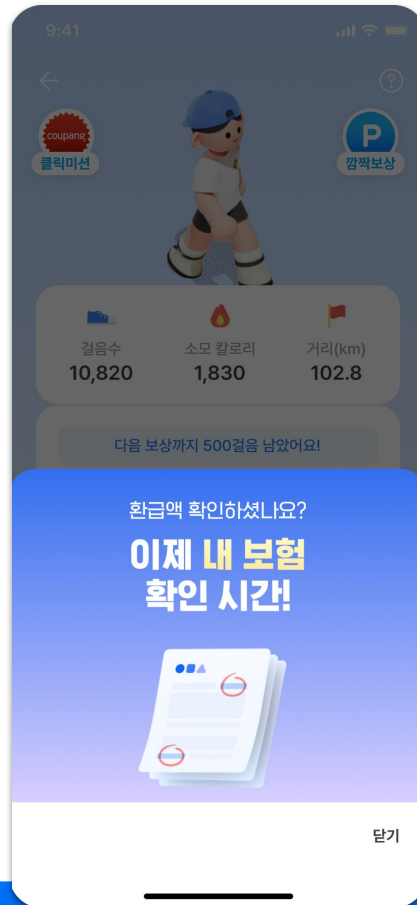 9:41
coupang
클릭미션
P
깜짝보상
걸음수
10,820
소모 칼로리
1,830
거리(km)
102.8
다음 보상까지 500걸음 남았어요!
환급액 확인하셨나요?
이제 내 보험
확인 시간!
닫기